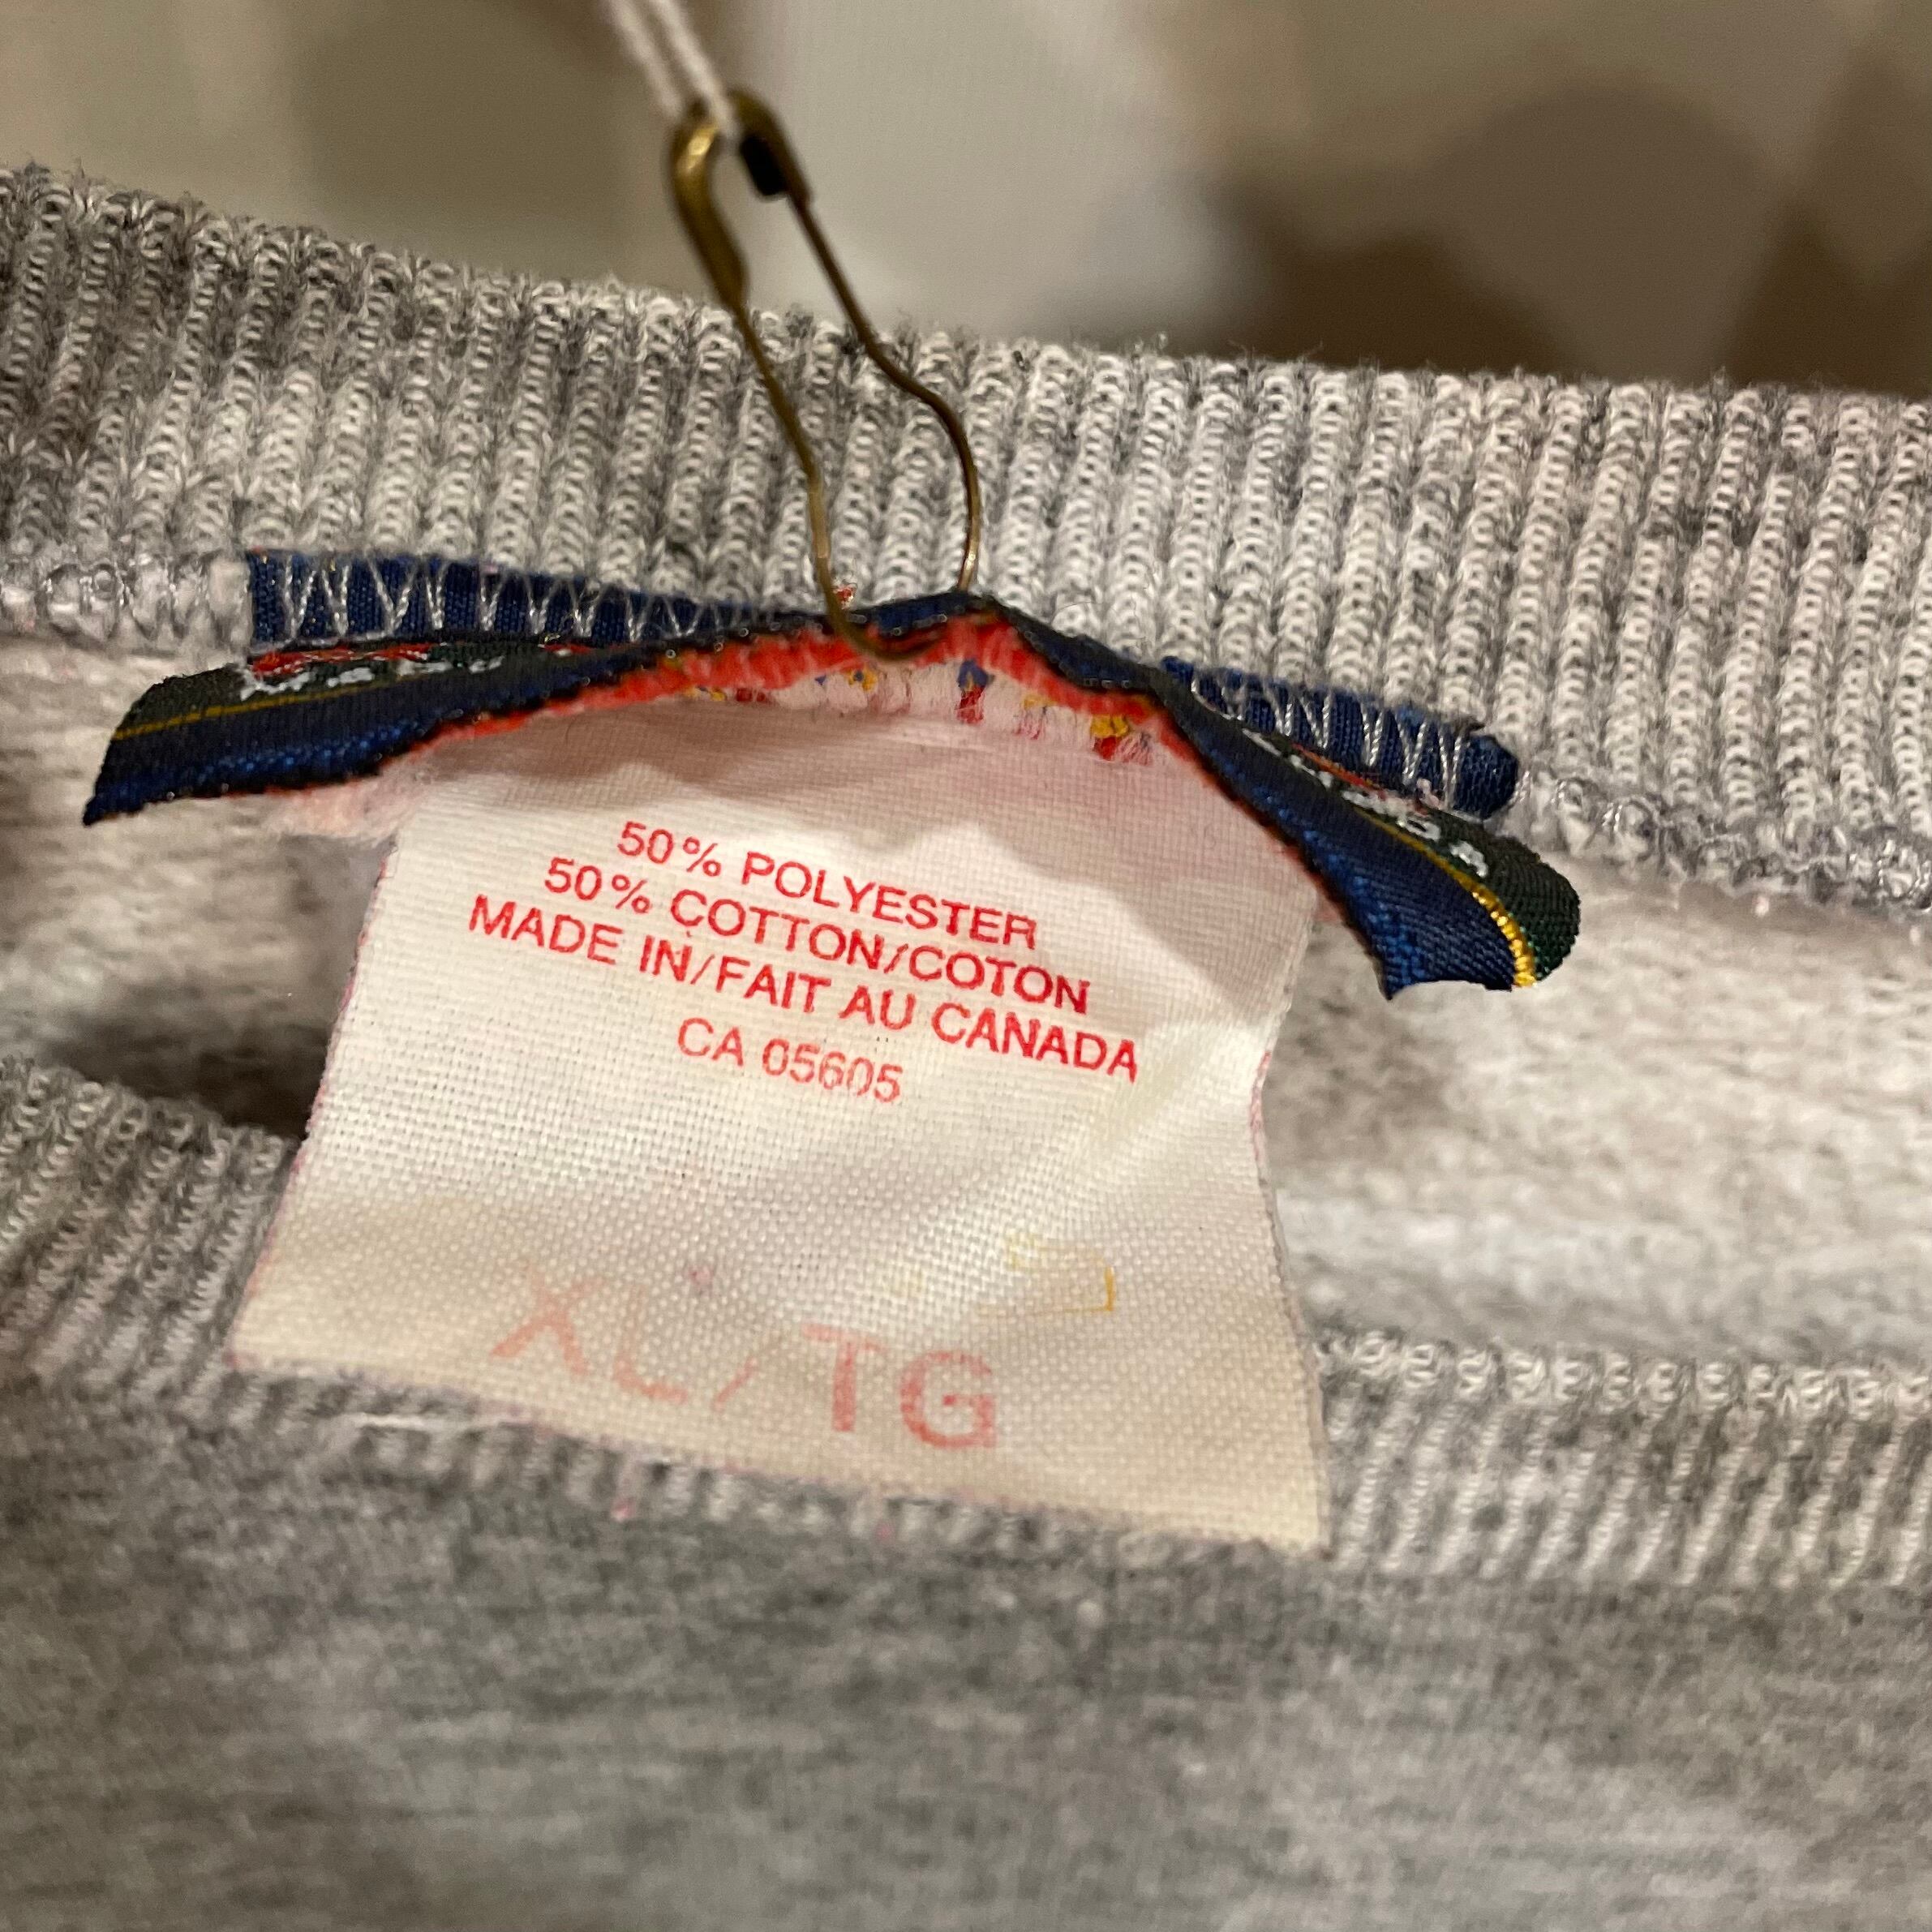 50% POLYESTER
50% COTTON/COTON
MADE IN/FAIT AU CANADA
CA 05605
XL/TG